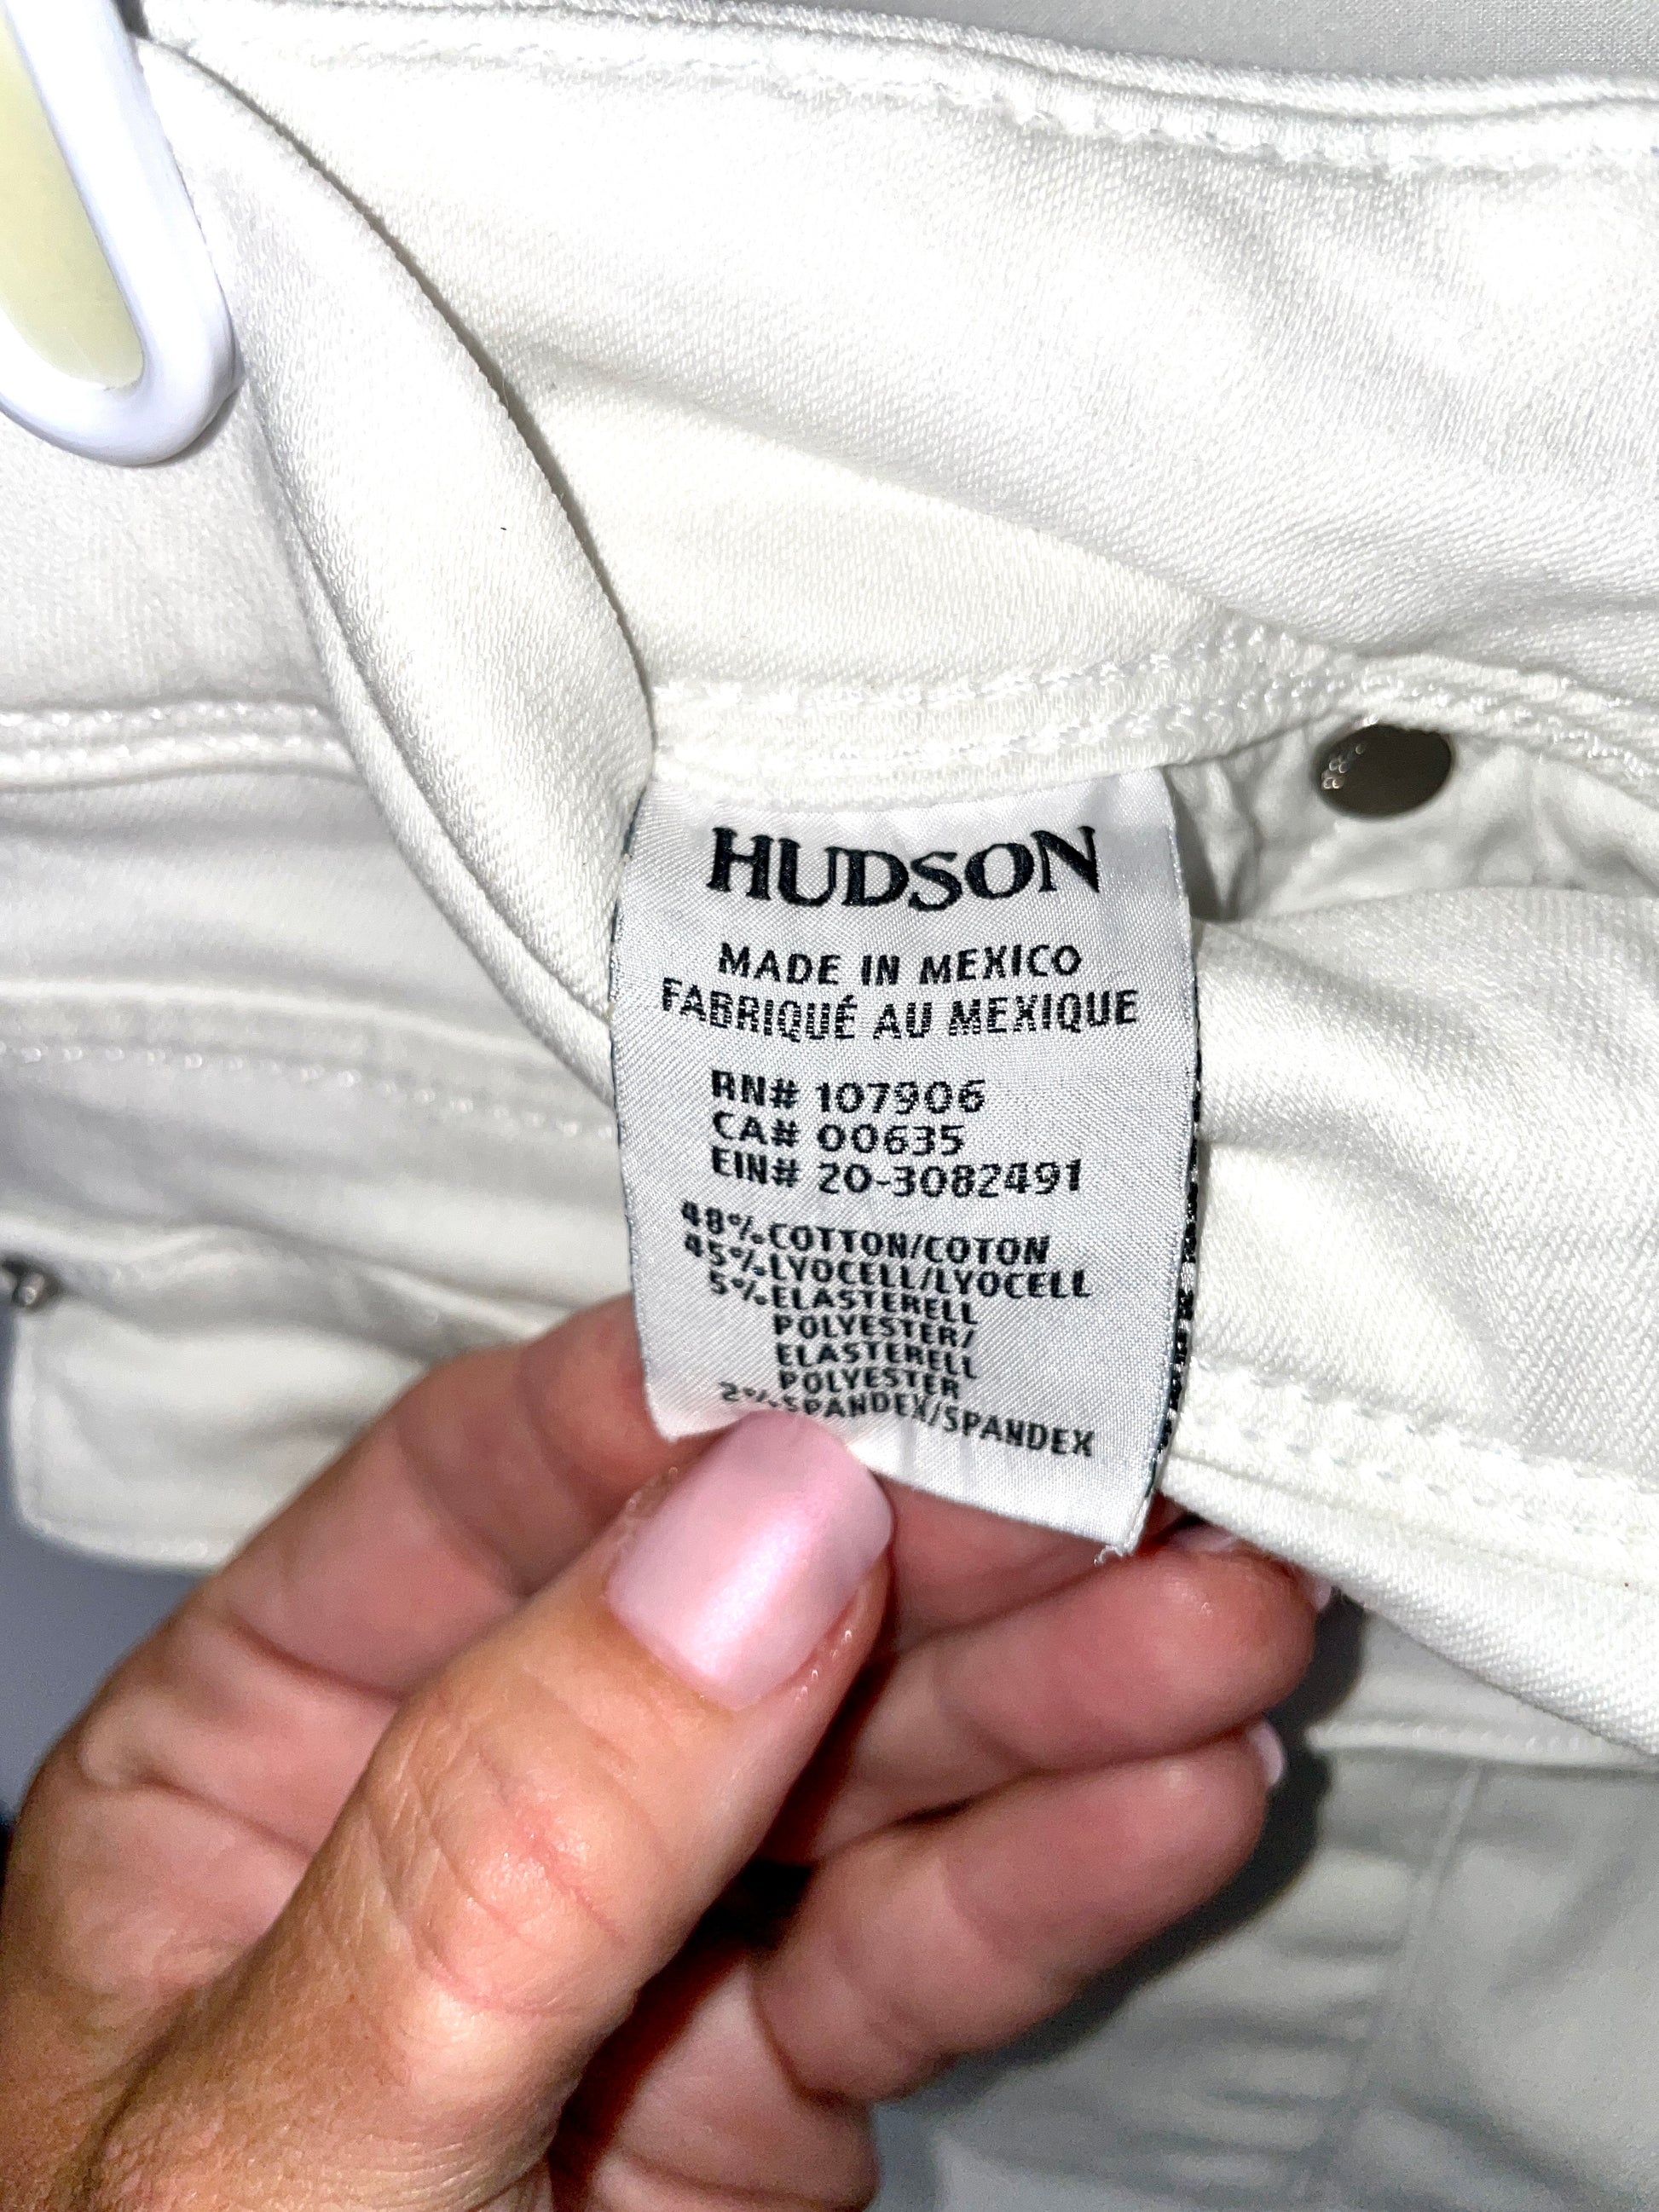 HUDSON
MADE IN MEXICO
FABRIQUÉ AU MEXIQUE
RN# 107906
CA# 00635
EIN# 20-3082491
48% COTTON/COTON
45% LYOCELL/LYOCELL
5% ELASTERELL
POLYESTER/
ELASTERELL
POLYESTER
2% SPANDEX/SPANDEX